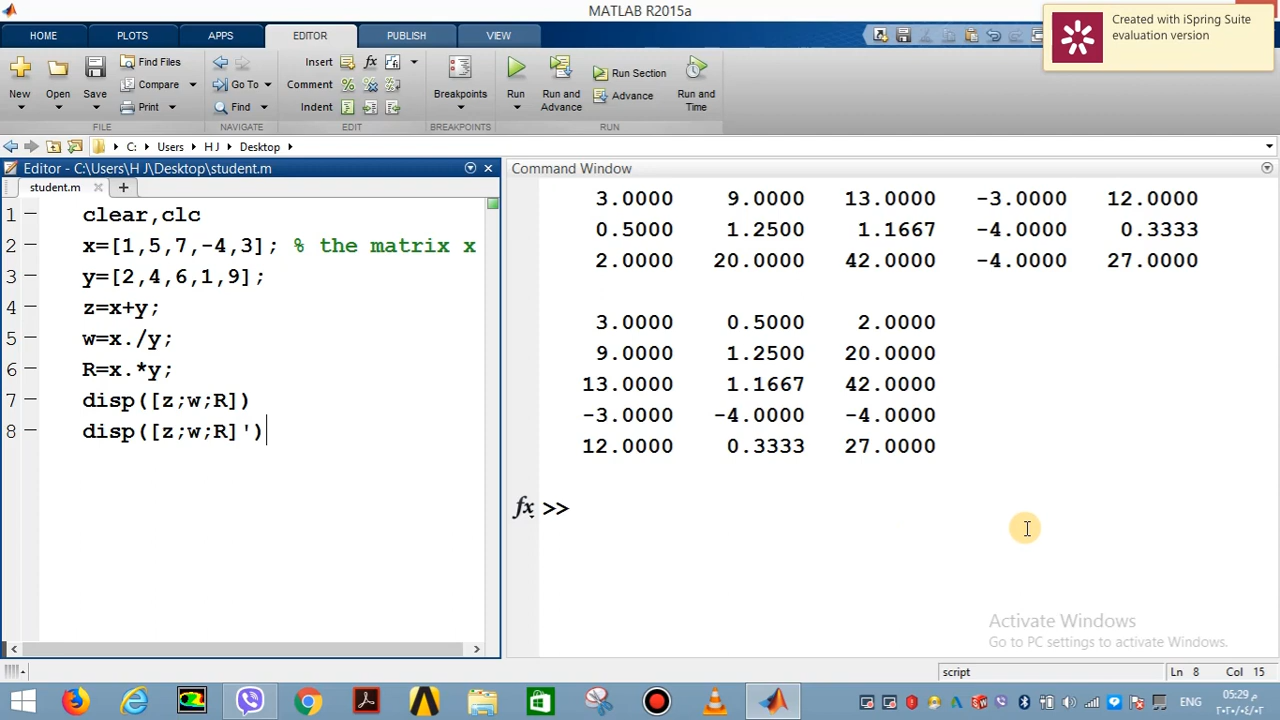 MATLAB R2015a
Created with iSpring Suite
evaluation version
HOME PLOTS APPS EDITOR PUBLISH VIEW
New Open Save Find Files Compare Print
Go To Find
Insert fx Comment % Indent
Breakpoints
Run Run and Advance Run Section Advance Run and Time
FILE NAVIGATE EDIT BREAKPOINTS RUN
C: Users H J Desktop
Editor - C:\Users\H J\Desktop\student.m
student.m
1 clear,clc
2 x=[1,5,7,-4,3]; % the matrix x
3 y=[2,4,6,1,9];
4 z=x+y;
5 w=x./y;
6 R=x.*y;
7 disp([z;w;R])
8 disp([z;w;R]')
Command Window
3.0000 9.0000 13.0000 -3.0000 12.0000
0.5000 1.2500 1.1667 -4.0000 0.3333
2.0000 20.0000 42.0000 -4.0000 27.0000
3.0000 0.5000 2.0000
9.0000 1.2500 20.0000
13.0000 1.1667 42.0000
-3.0000 -4.0000 -4.0000
12.0000 0.3333 27.0000
fx >>
Activate Windows
Go to PC settings to activate Windows.
script Ln 8 Col 15
ENG
05:29 م